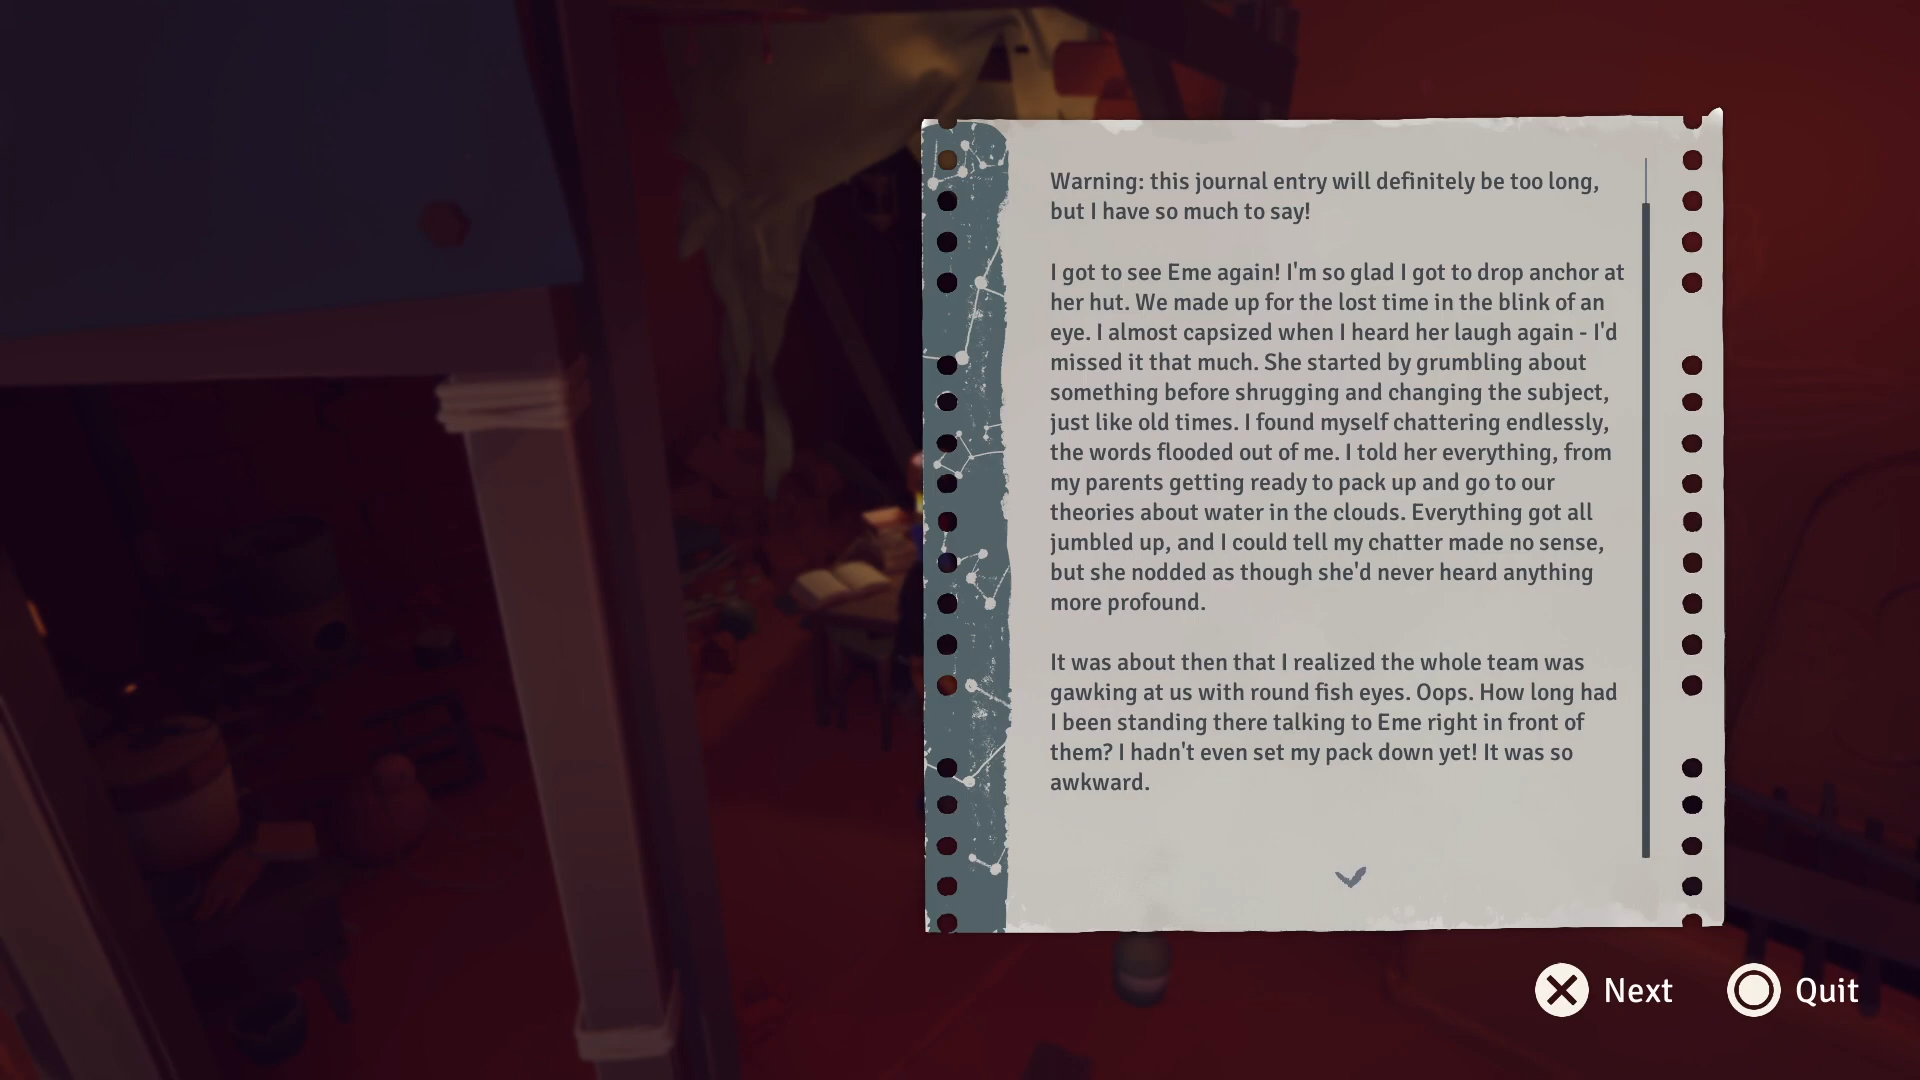 Warning: this journal entry will definitely be too long,
but I have so much to say!
I got to see Eme again! I'm so glad I got to drop anchor at
her hut. We made up for the lost time in the blink of an
eye. I almost capsized when I heard her laugh again - I'd
missed it that much. She started by grumbling about
something before shrugging and changing the subject,
just like old times. I found myself chattering endlessly,
the words flooded out of me. I told her everything, from
my parents getting ready to pack up and go to our
theories about water in the clouds. Everything got all
jumbled up, and I could tell my chatter made no sense,
but she nodded as though she'd never heard anything
more profound.
It was about then that I realized the whole team was
gawking at us with round fish eyes. Oops. How long had
I been standing there talking to Eme right in front of
them? I hadn't even set my pack down yet! It was so
awkward.
Next
Quit